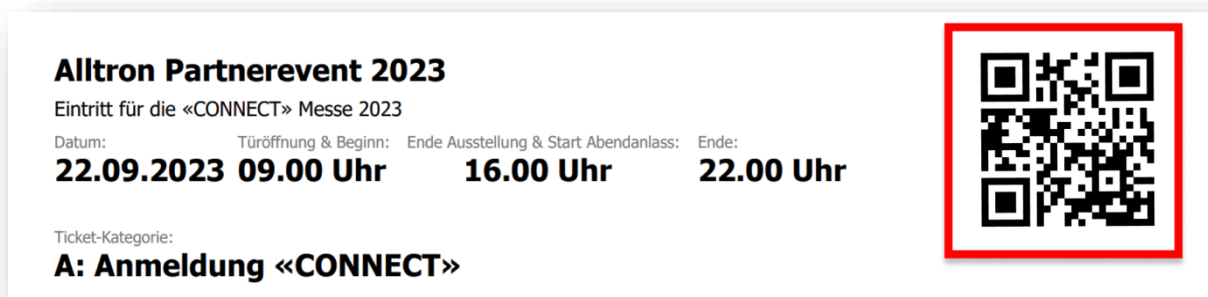 Alltron Partnerevent 2023
Eintritt für die «CONNECT» Messe 2023
Datum: Türöffnung & Beginn: Ende Ausstellung & Start Abendanlass: Ende:
22.09.2023 09.00 Uhr 16.00 Uhr 22.00 Uhr
Ticket-Kategorie:
A: Anmeldung «CONNECT»